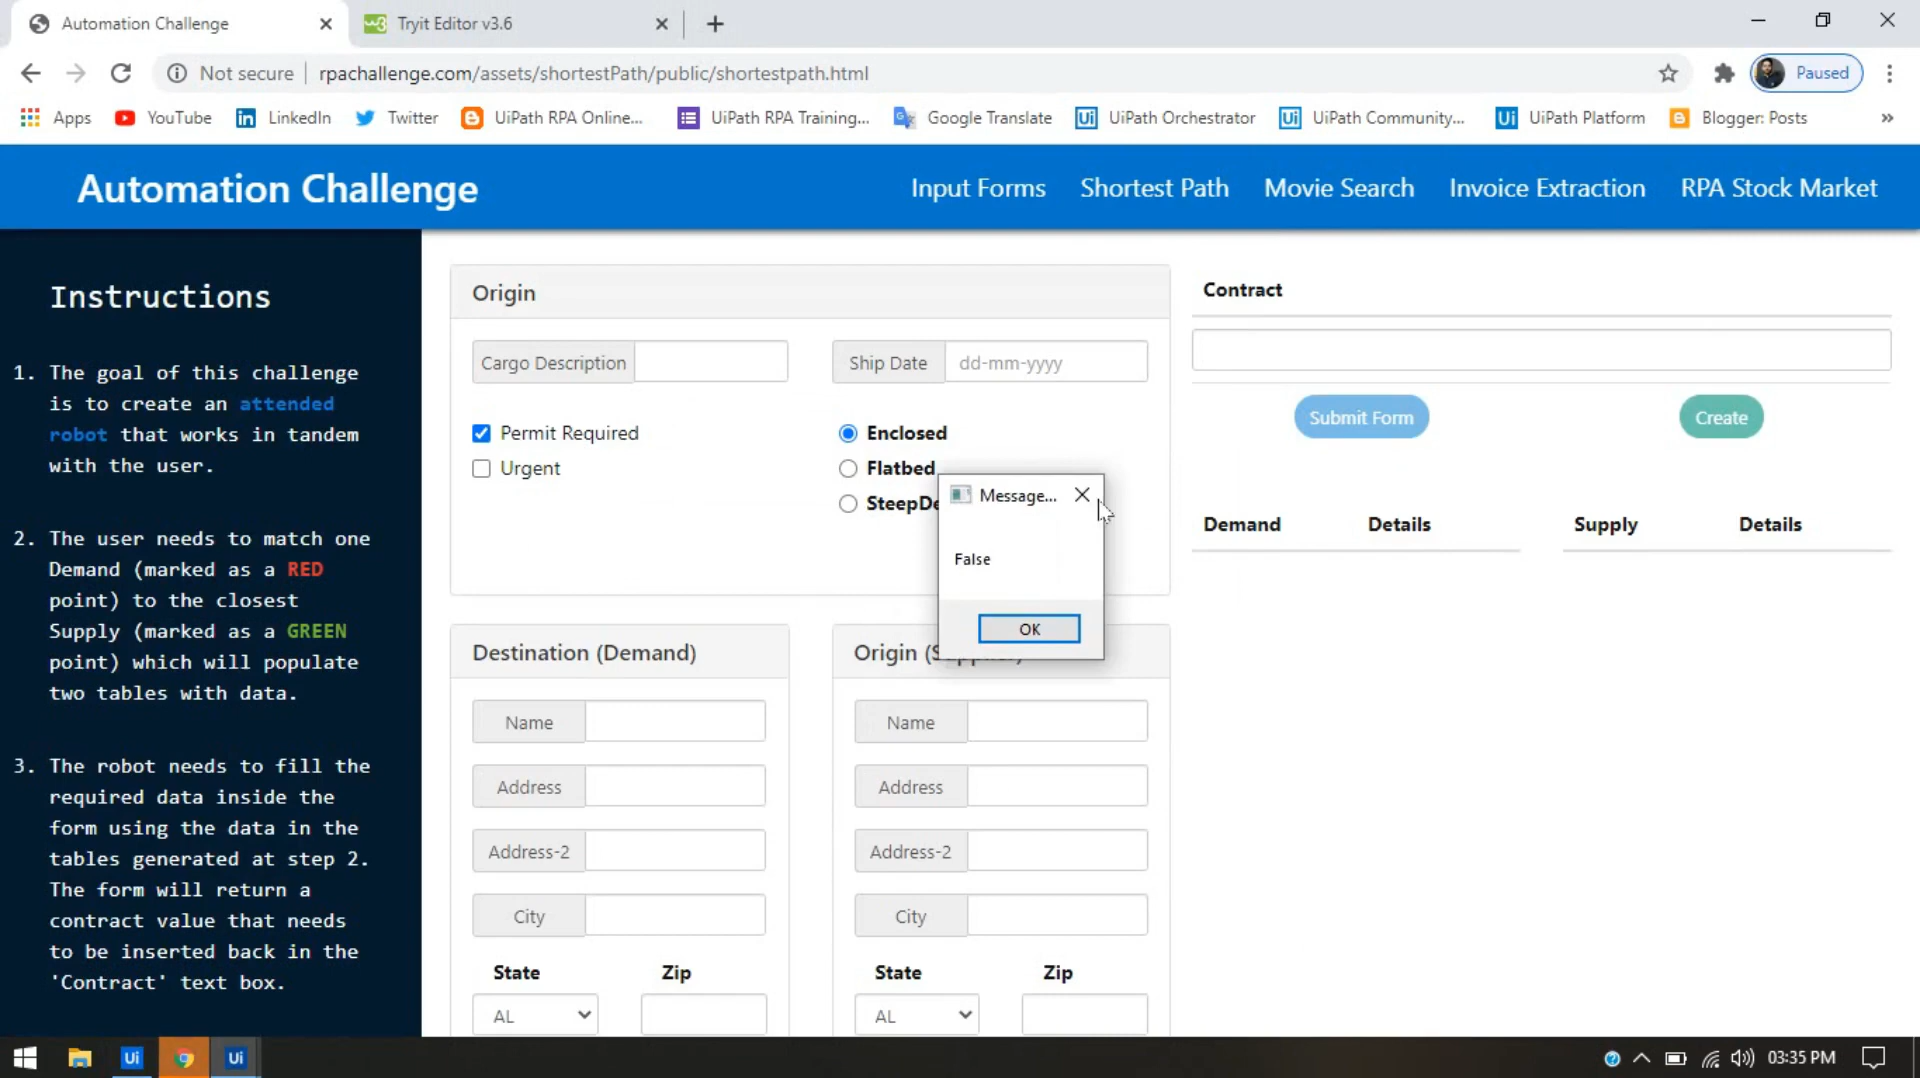 Automation Challenge
Tryit Editor v3.6
Not secure
rpachallenge.com/assets/shortestPath/public/shortestpath.html
Paused
Apps
YouTube
LinkedIn
Twitter
UiPath RPA Online...
UiPath RPA Training...
Google Translate
UiPath Orchestrator
UiPath Community...
UiPath Platform
Blogger: Posts
Automation Challenge
Input Forms
Shortest Path
Movie Search
Invoice Extraction
RPA Stock Market
Instructions
1. The goal of this challenge
is to create an attended
robot that works in tandem
with the user.
2. The user needs to match one
Demand (marked as a RED
point) to the closest
Supply (marked as a GREEN
point) which will populate
two tables with data.
3. The robot needs to fill the
required data inside the
form using the data in the
tables generated at step 2.
The form will return a
contract value that needs
to be inserted back in the
'Contract' text box.
Origin
Cargo Description
Ship Date
dd-mm-yyyy
Permit Required
Urgent
Enclosed
Flatbed
SteepDe
Message...
False
OK
Contract
Submit Form
Create
Demand
Details
Supply
Details
Destination (Demand)
Name
Address
Address-2
City
State
Zip
AL
Origin (
Name
Address
Address-2
City
State
Zip
AL
Ui
Ui
03:35 PM